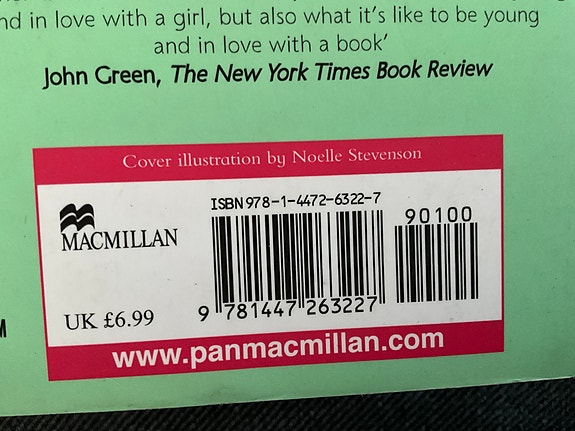 nd in love with a girl, but also what it's like to be young
and in love with a book'
John Green, The New York Times Book Review
Cover illustration by Noelle Stevenson
ISBN 978-1-4472-6322-7
90100
MACMILLAN
UK £6.99
9 781447 263227
www.panmacmillan.com
M